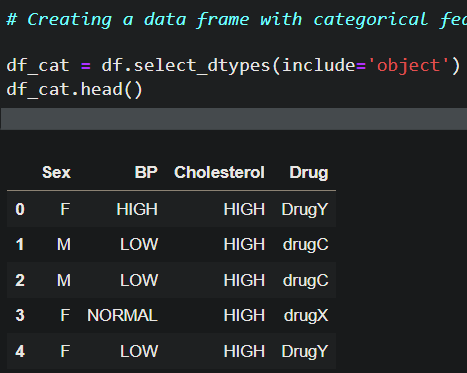 # Creating a data frame with categorical
df_cat = df.select_dtypes(include='object')
df_cat.head()
Sex BP Cholesterol Drug
0 F HIGH HIGH DrugY
1 M LOW HIGH drugC
2 M LOW HIGH drugC
3 F NORMAL HIGH drugX
4 F LOW HIGH DrugY